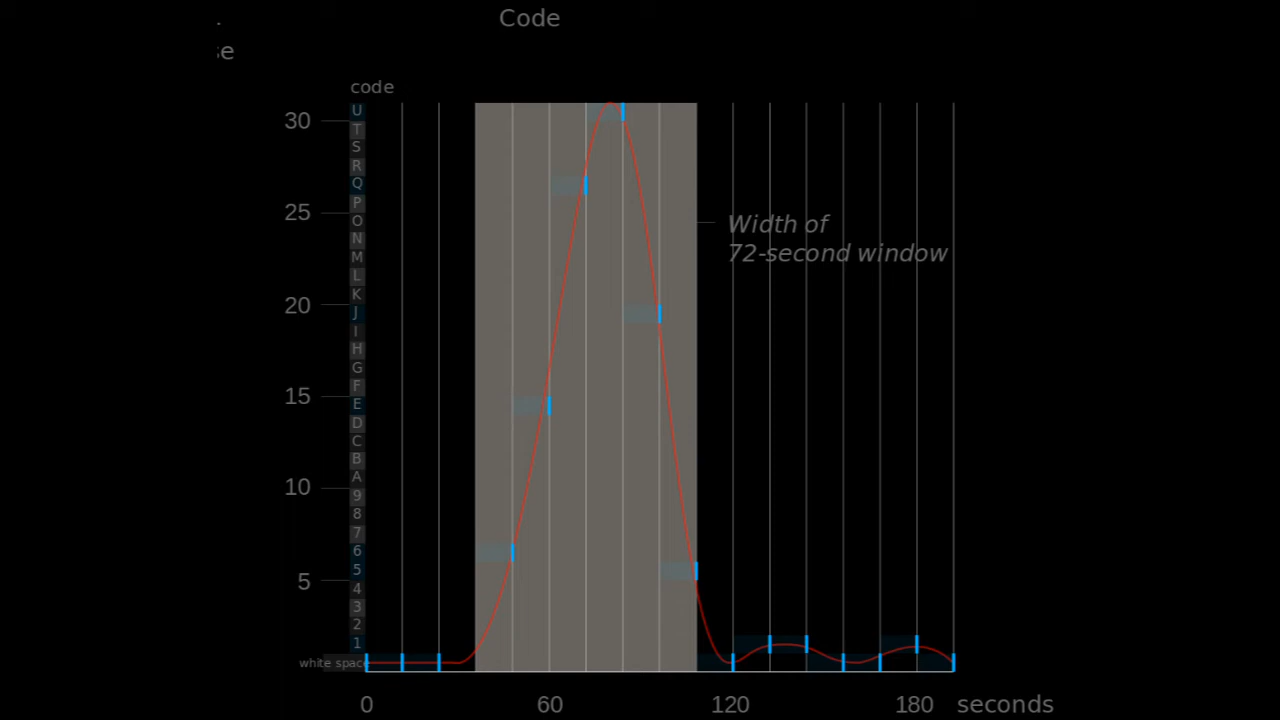 Code
se
code
30
25
20
15
10
5
U
T
S
R
Q
P
O
N
M
L
K
J
I
H
G
F
E
D
C
B
A
9
8
7
6
5
4
3
2
1
white space
Width of
72-second window
0
60
120
180
seconds